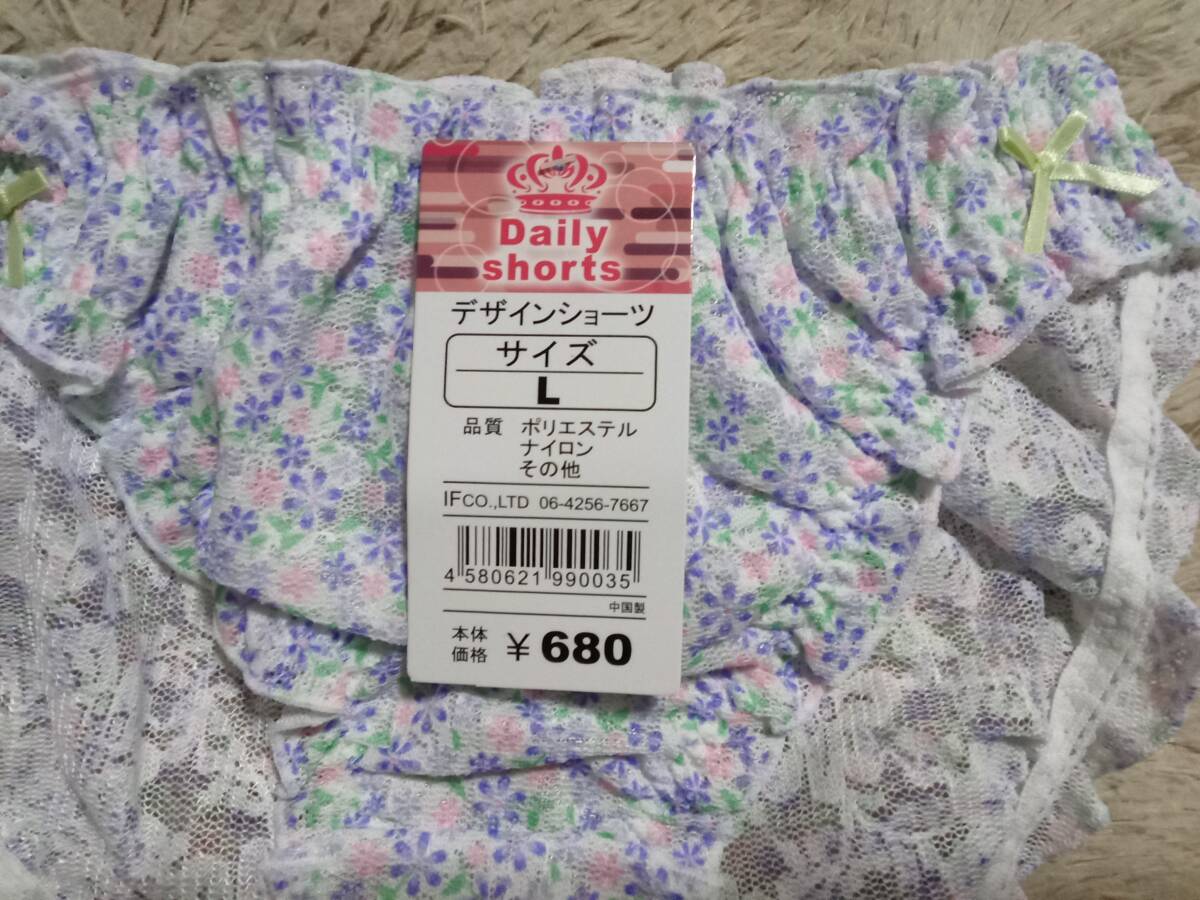 Daily
shorts
デザインショーツ
サイズ
L
品質 ポリエステル
ナイロン
その他
IFCO.,LTD 06-4256-7667
4 580621 990035
中国製
本体
価格 ¥680